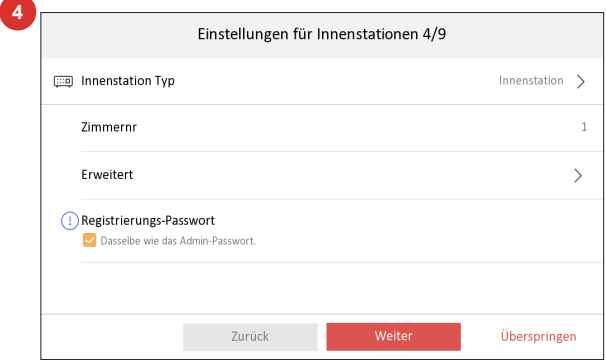 4
Einstellungen für Innenstationen 4/9
Innenstation Typ Innenstation
Zimmernr 1
Erweitert
Registrierungs-Passwort
Dasselbe wie das Admin-Passwort.
Zurück Weiter Überspringen